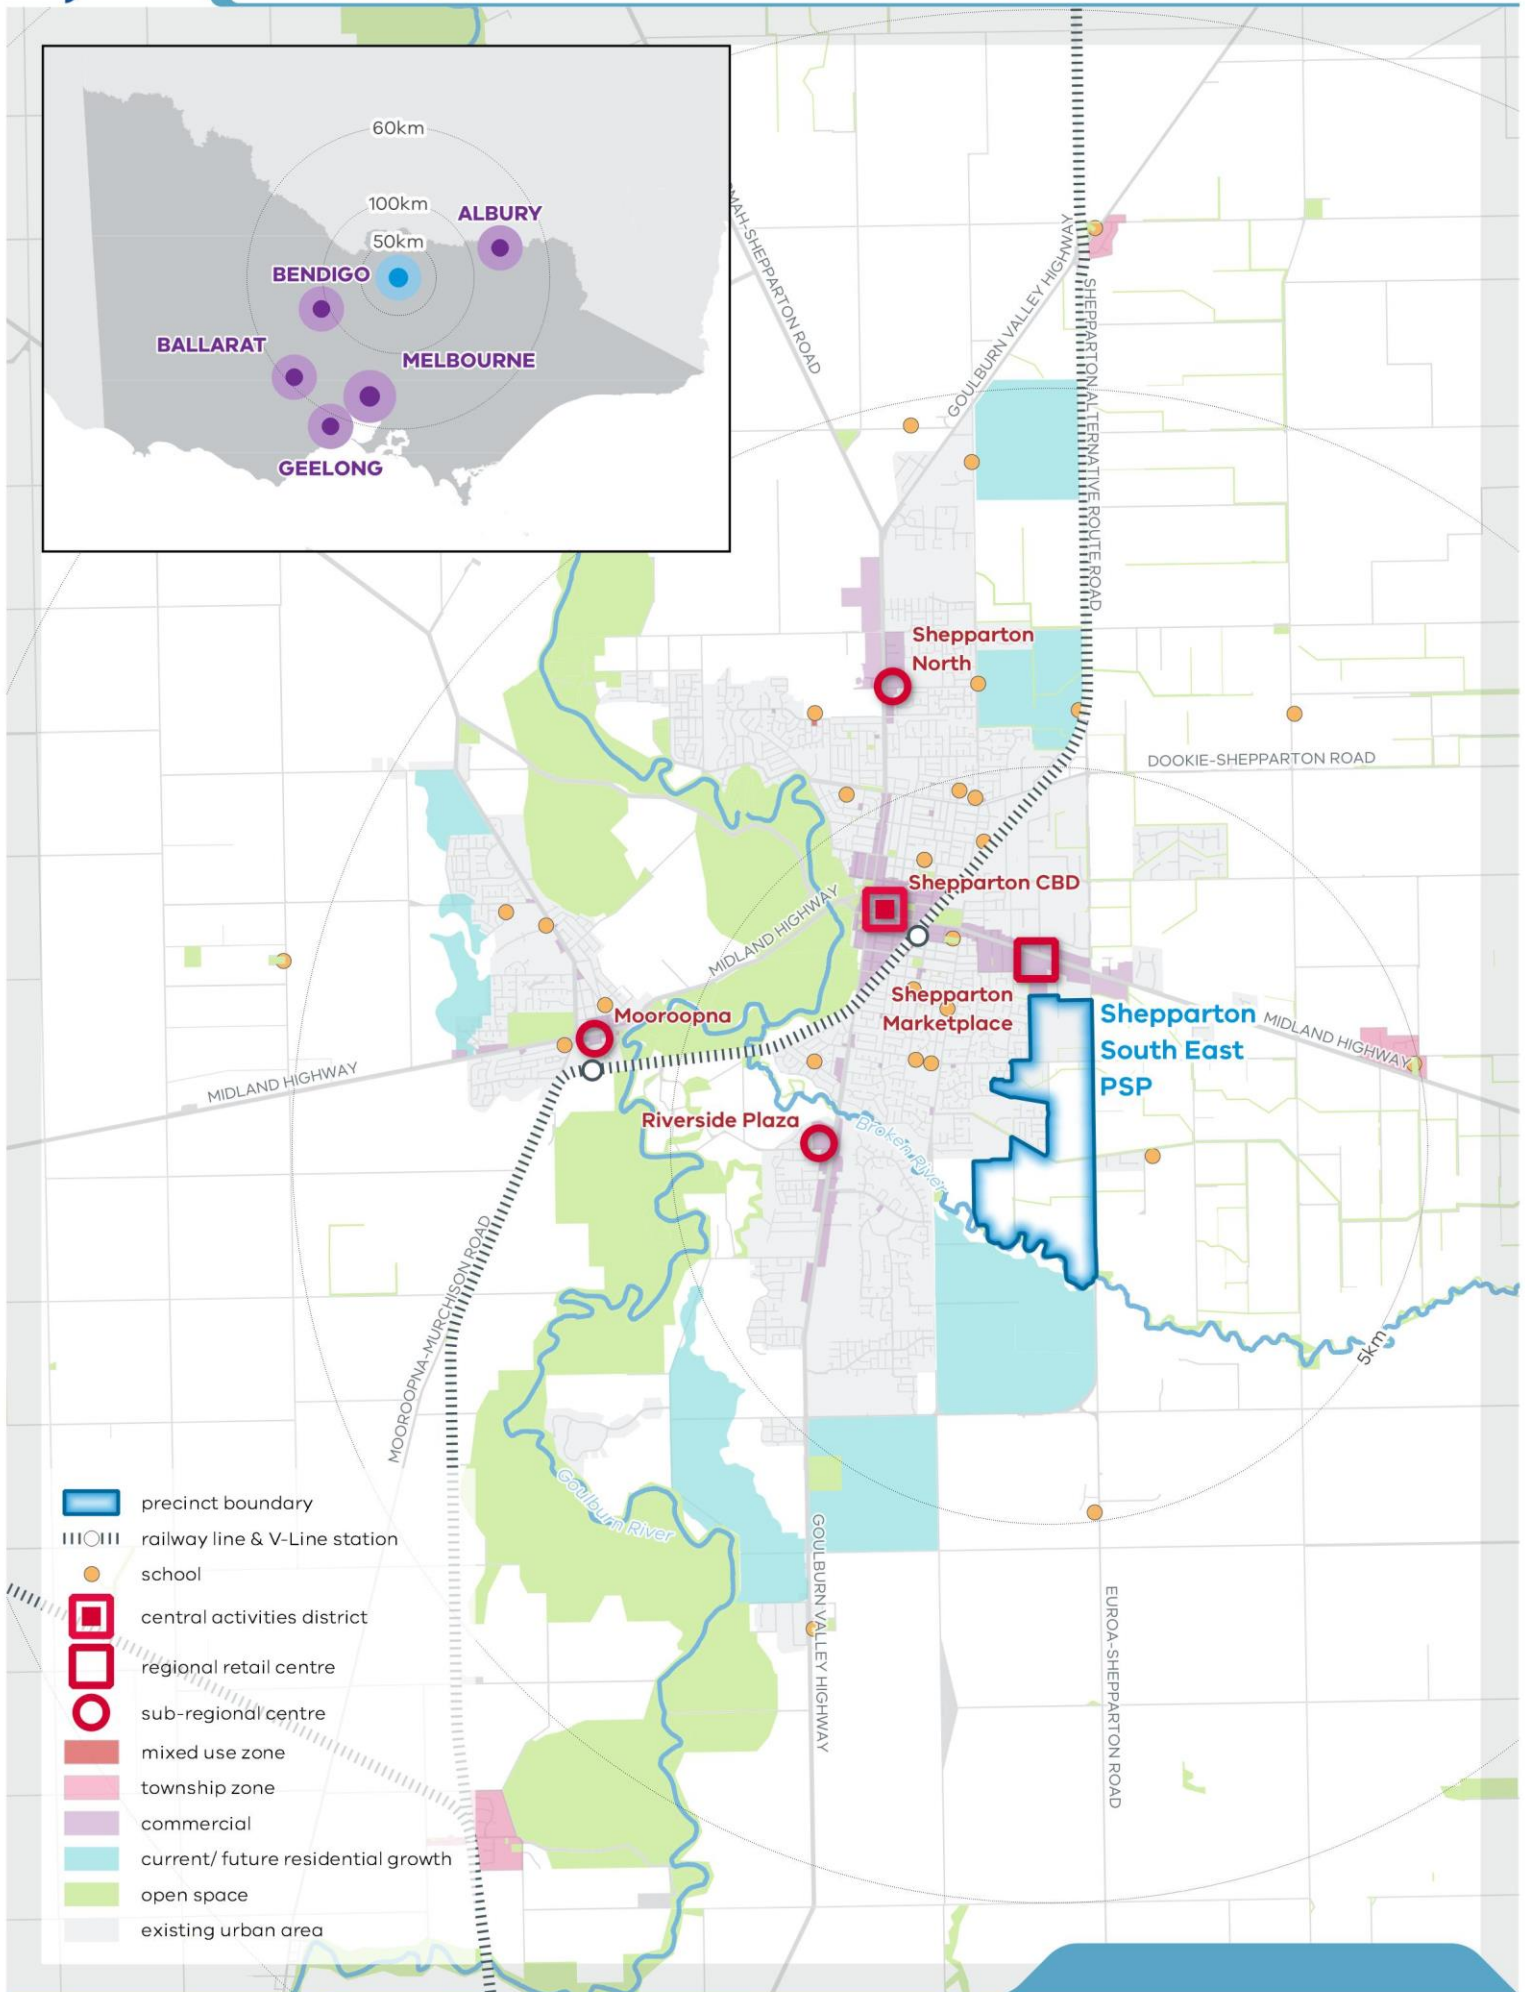 60km
100km
ALBURY
50km
BENDIGO
BALLARAT
MELBOURNE
GEELONG
SHEPPARTON ROAD
GOULBURN VALLEY HIGHWAY
SHEPPARTON ALTERNATIVE ROUTE ROAD
Shepparton
North
DOOKIE-SHEPPARTON ROAD
Shepparton CBD
MIDLAND HIGHWAY
Shepparton
Marketplace
Mooroopna
Shepparton
South East
PSP
MIDLAND HIGHWAY
MIDLAND HIGHWAY
Riverside Plaza
Broken River
MOOROOPNA-MURCHISON ROAD
5km
Goulburn River
GOULBURN VALLEY HIGHWAY
EUROA-SHEPPARTON ROAD
precinct boundary
railway line & V-Line station
school
central activities district
regional retail centre
sub-regional centre
mixed use zone
township zone
commercial
current/ future residential growth
open space
existing urban area